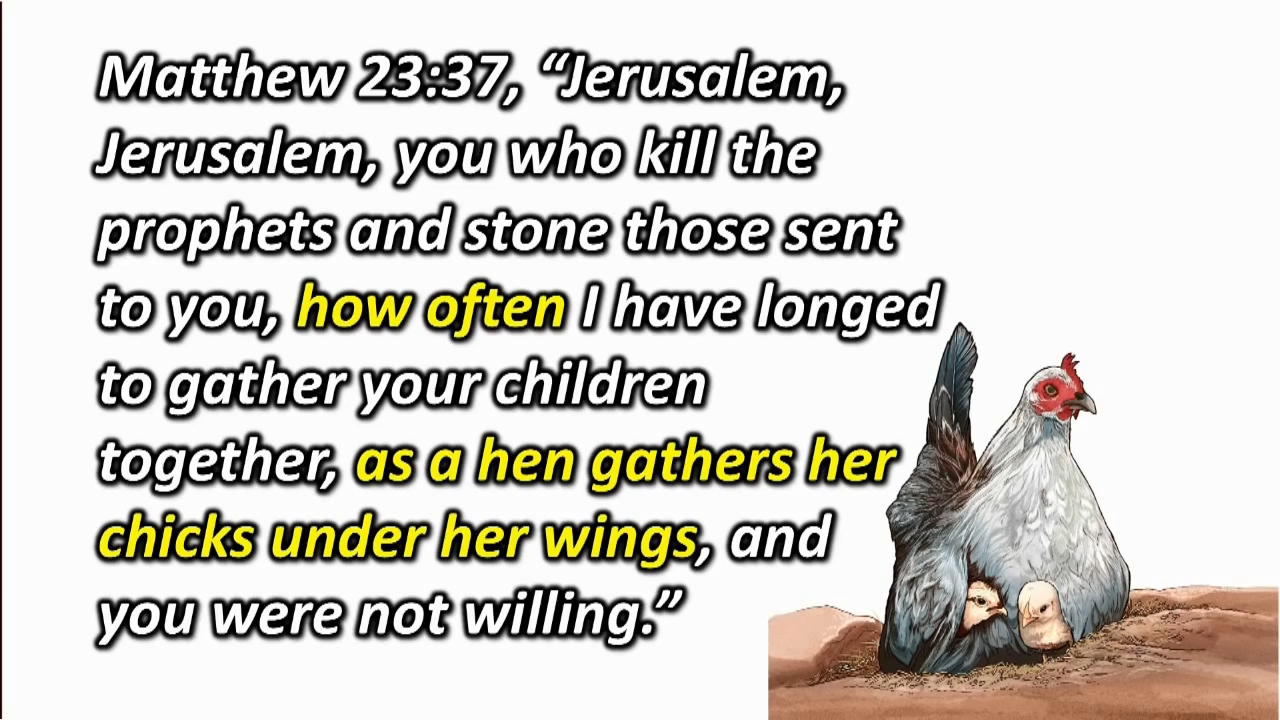 Matthew 23:37, “Jerusalem,
Jerusalem, you who kill the
prophets and stone those sent
to you, how often I have longed
to gather your children
together, as a hen gathers her
chicks under her wings, and
you were not willing.”